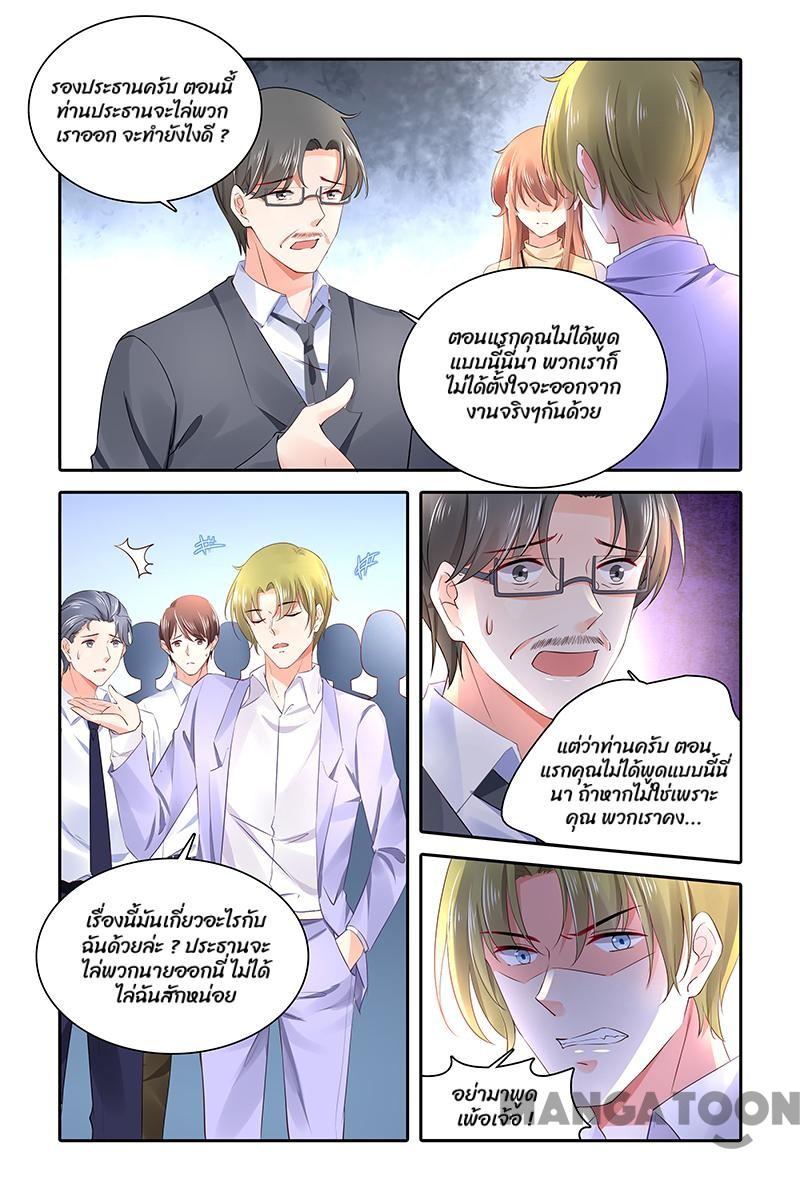 รองประธานครับ ตอนนี้
ท่านประธานจะไล่พวก
เราออก จะทำยังไงดี ?
ตอนแรกคุณไม่ได้พูด
แบบนี้นี่นา พวกเราก็
ไม่ได้ตั้งใจจะออกจาก
งานจริงๆกันด้วย
เรื่องนี้มันเกี่ยวอะไรกับ
ฉันด้วยล่ะ ? ประธานจะ
ไล่พวกนายออกนี่ ไม่ได้
ไล่ฉันสักหน่อย
แต่ว่าท่านครับ ตอน
แรกคุณไม่ได้พูดแบบนี้นี่
นา ถ้าหากไม่ใช่เพราะ
คุณ พวกเราคง...
อย่ามาพูด
เพ้อเจ้อ !
MANGATOON